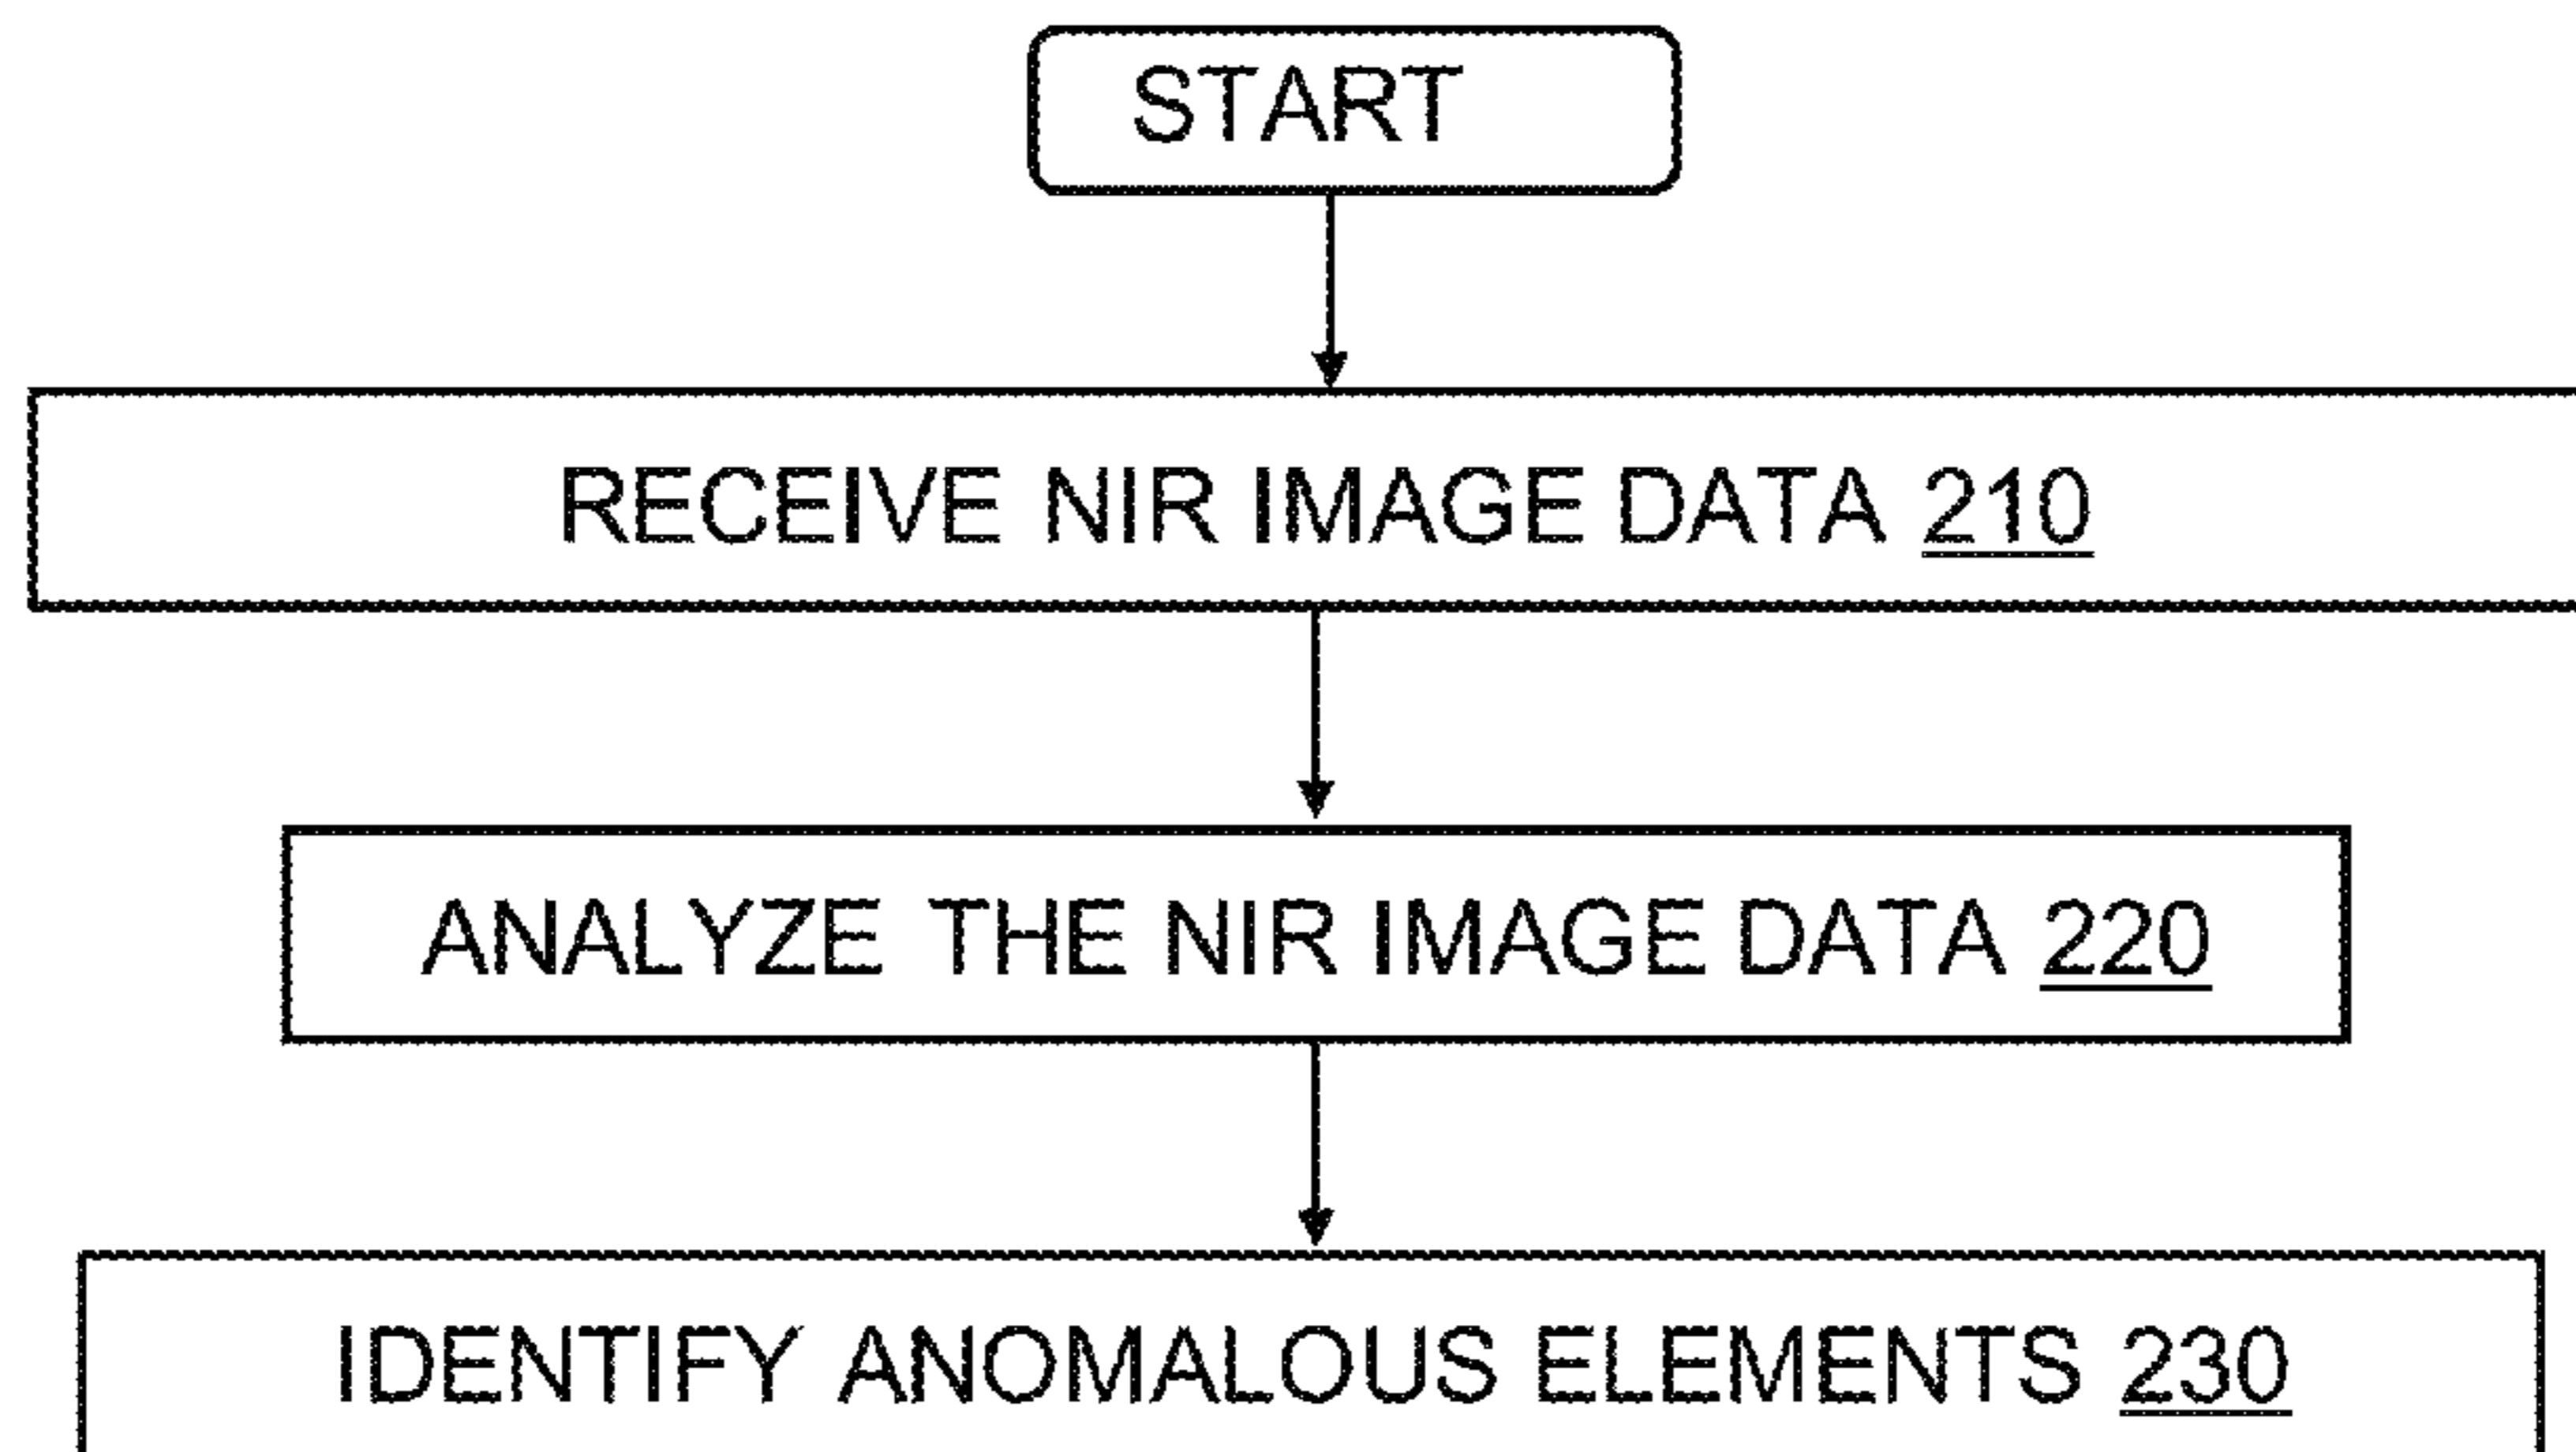 START
RECEIVE NIR IMAGE DATA 210
ANALYZE THE NIR IMAGE DATA 220
IDENTIFY ANOMALOUS ELEMENTS 230